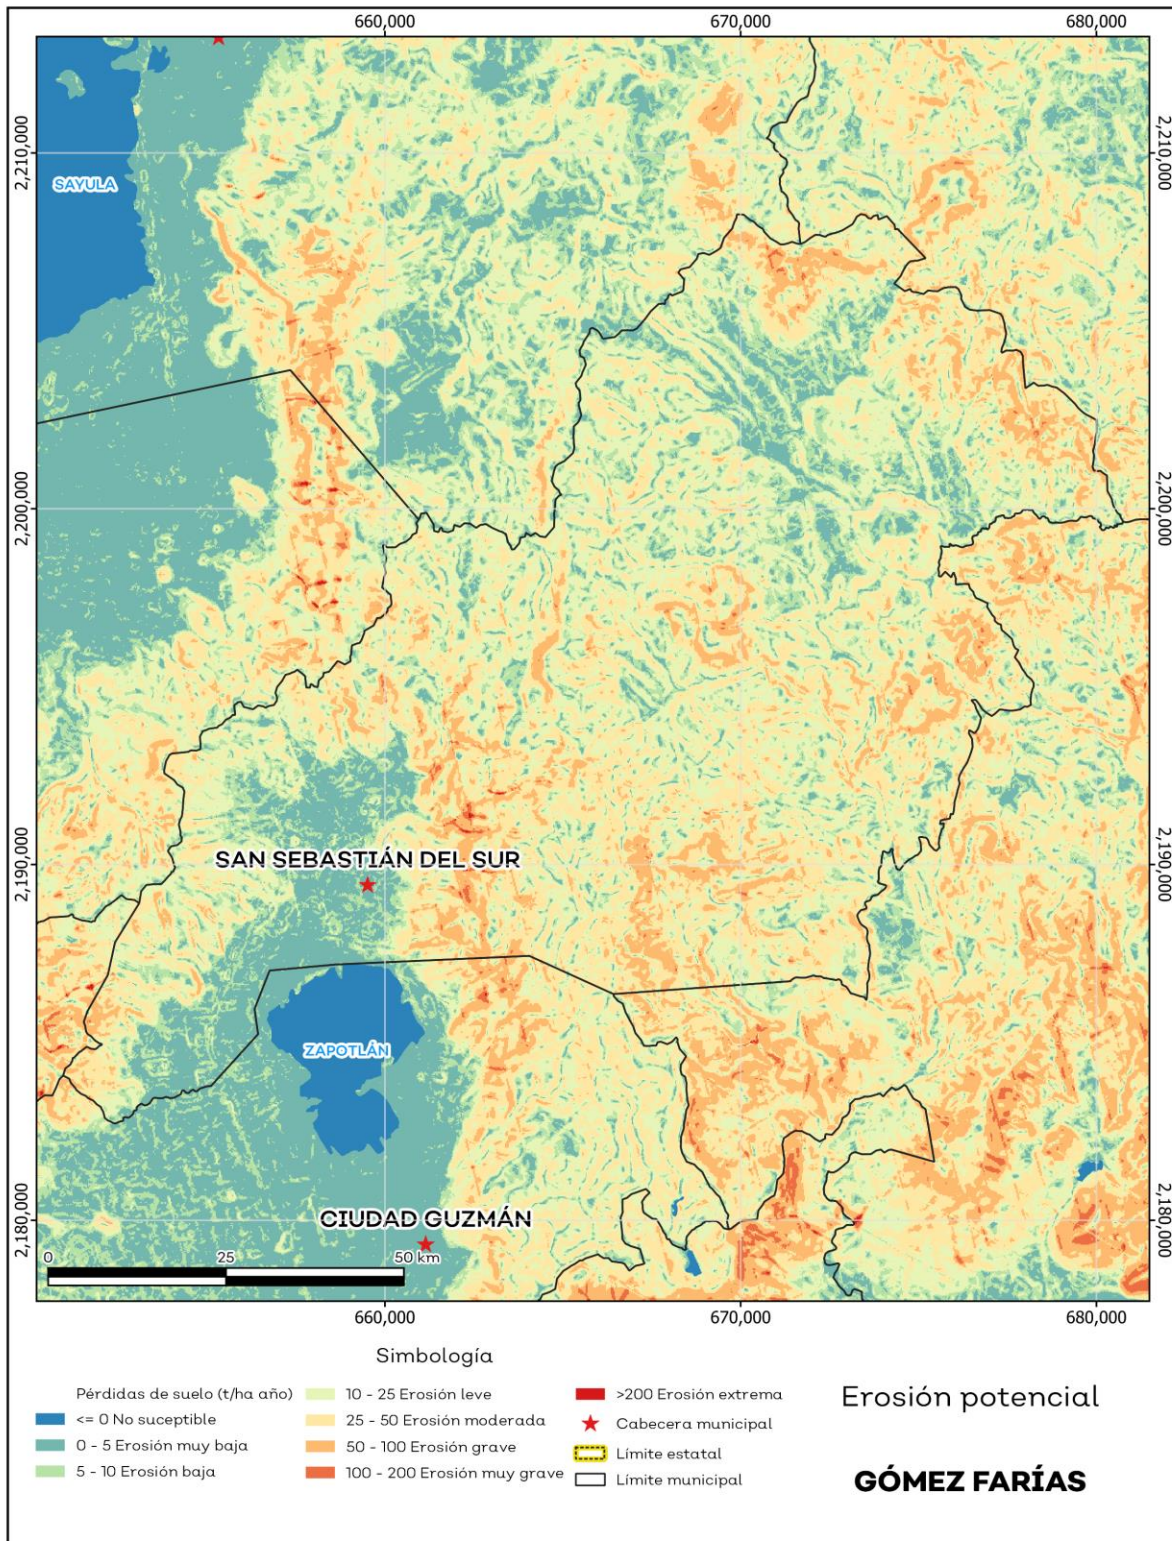 660,000 670,000 680,000
2,210,000 2,210,000
SAYULA
2,200,000 2,200,000
SAN SEBASTIÁN DEL SUR
2,190,000 2,190,000
ZAPOTLÁN
CIUDAD GUZMÁN
2,180,000 2,180,000
0 25 50 km
660,000 670,000 680,000
Simbología
Pérdidas de suelo (t/ha año)
<= 0 No suceptible
0 - 5 Erosión muy baja
5 - 10 Erosión baja
10 - 25 Erosión leve
25 - 50 Erosión moderada
50 - 100 Erosión grave
100 - 200 Erosión muy grave
>200 Erosión extrema
Cabecera municipal
Límite estatal
Límite municipal
Erosión potencial
GÓMEZ FARÍAS